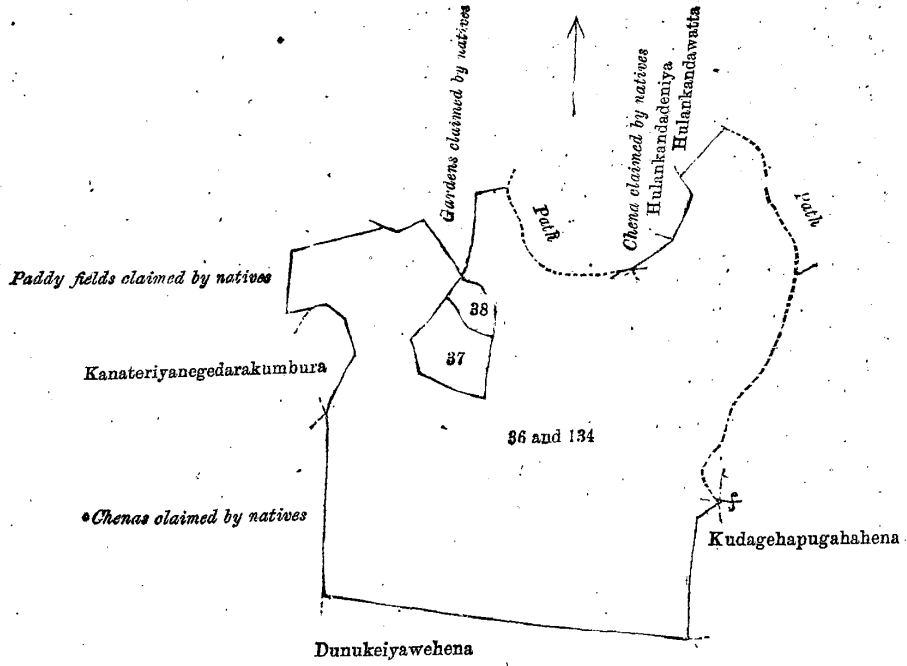 Gardens claimed by natives
Chena claimed by natives
Hulankandadeniya
Hulankandawatta
Path
Path
Paddy fields claimed by natives
38
37
Kanateriyanegedarakumbura
36 and 134
Chenas claimed by natives
Kudagehapugahahena
Dunukeiyawehena